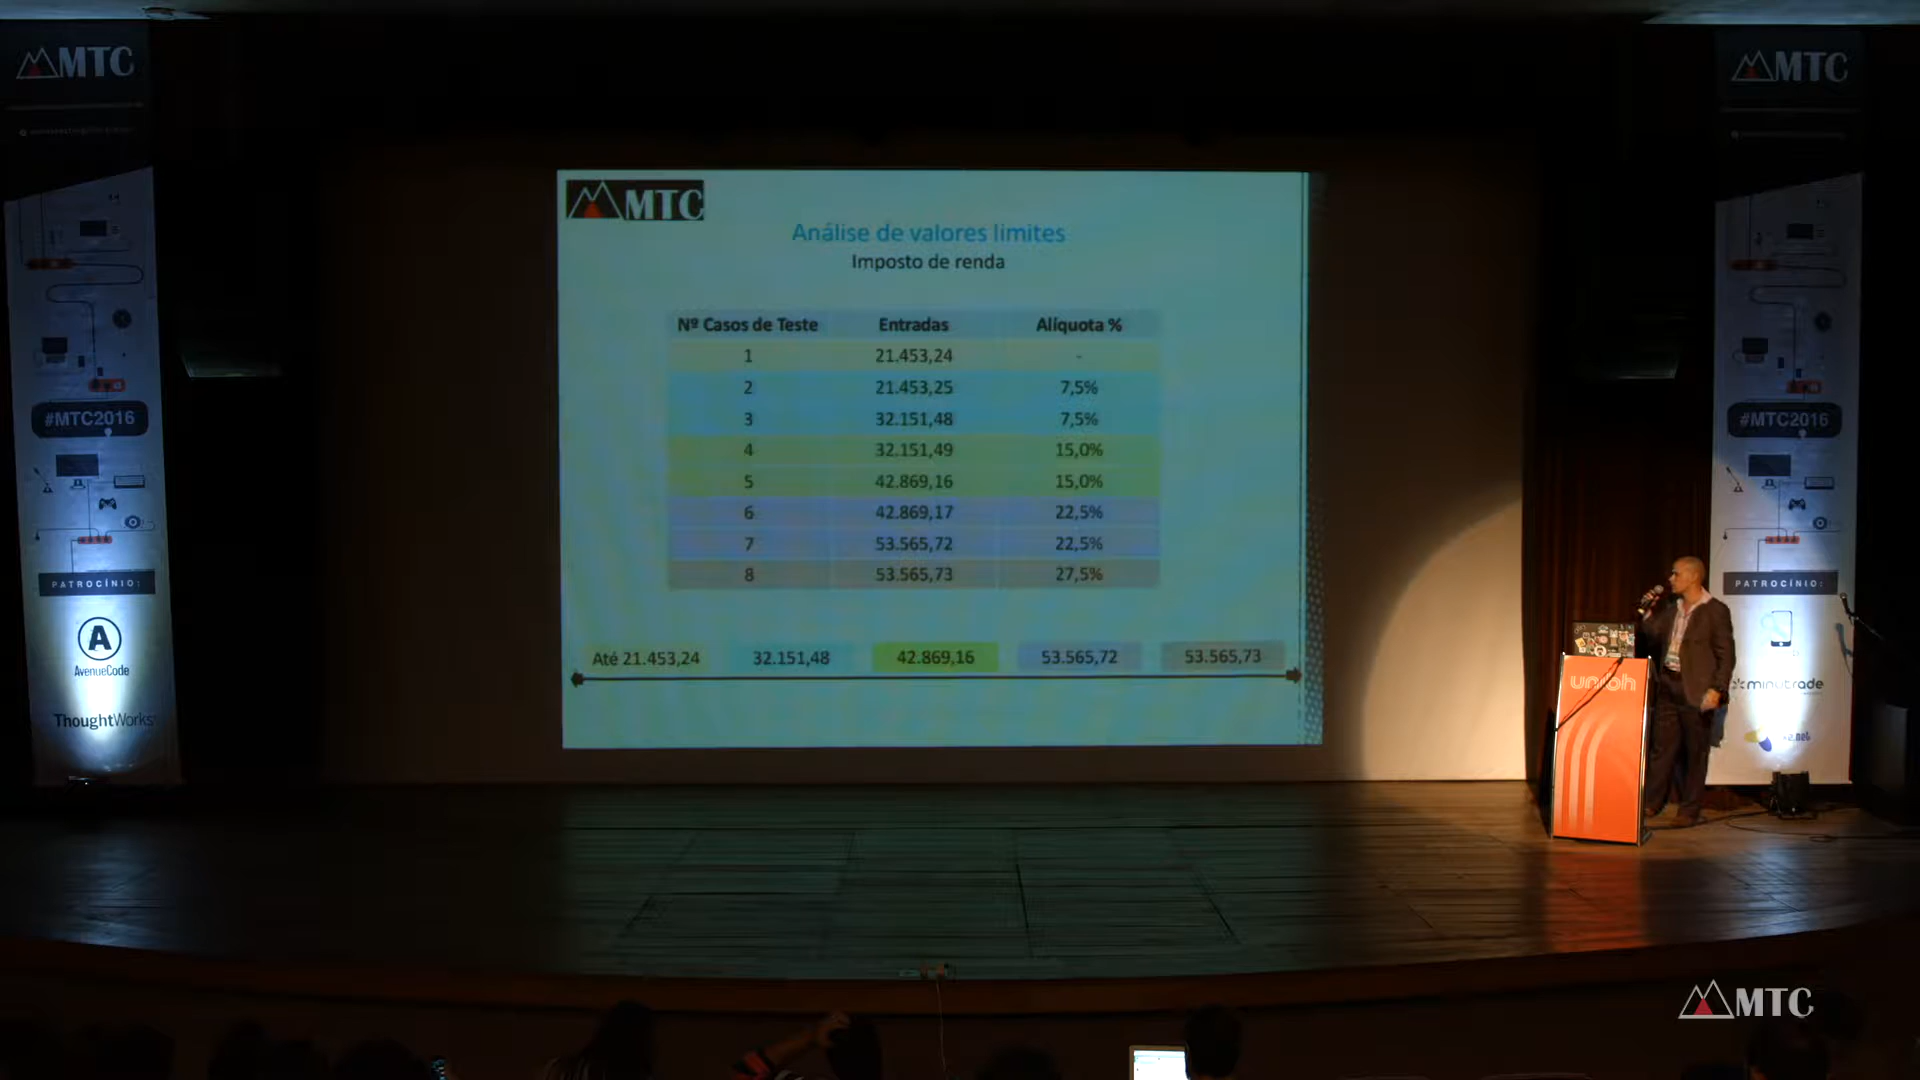 MTC
MTC
MTC
Análise de valores limites
Imposto de renda
Nº Casos de Teste Entradas Alíquota %
1 21.453,24 -
2 21.453,25 7,5%
3 32.151,48 7,5%
4 32.151,49 15,0%
5 42.869,16 15,0%
6 42.869,17 22,5%
7 53.565,72 22,5%
8 53.565,73 27,5%
Até 21.453,24 32.151,48 42.869,16 53.565,72 53.565,73
#MTC2016
PATROCÍNIO:
A
AvenueCode
ThoughtWorks
#MTC2016
PATROCÍNIO:
minutrade
unibh
MTC